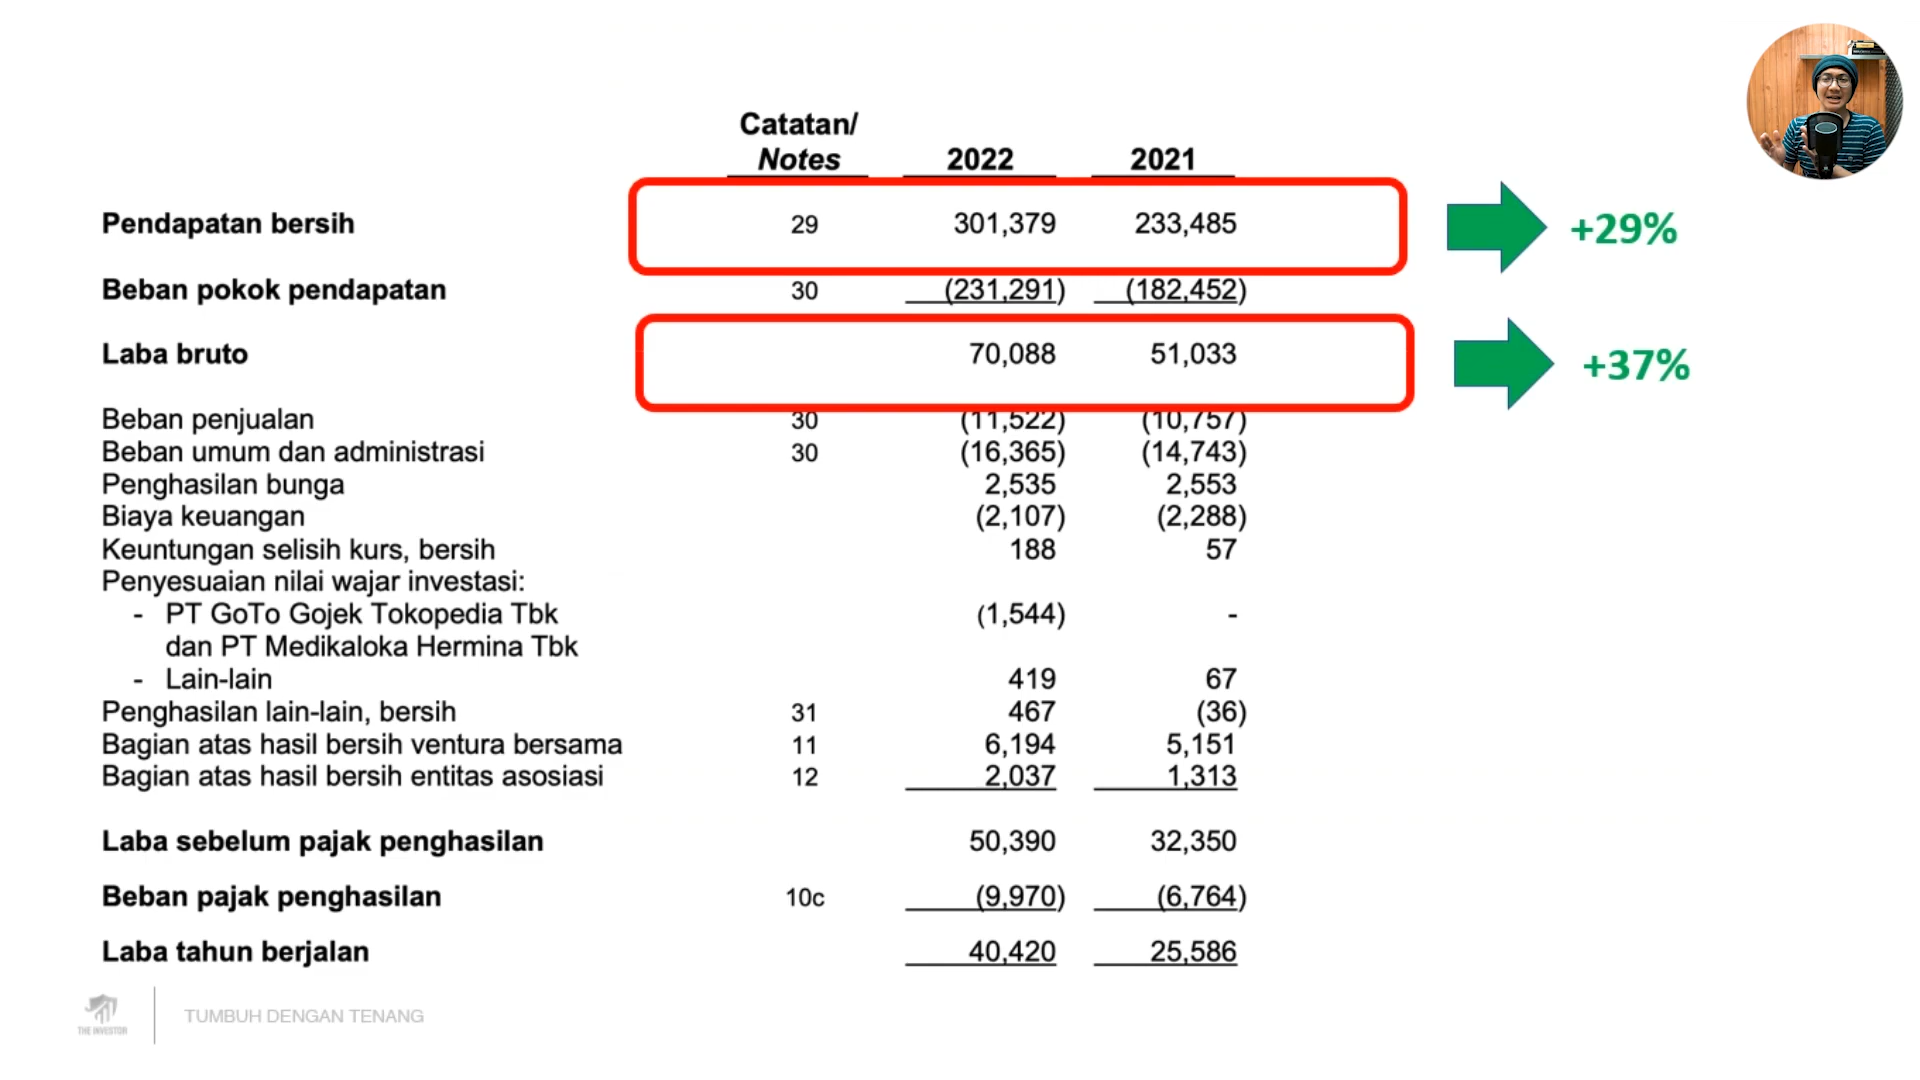 Catatan/
Notes 2022 2021
Pendapatan bersih 29 301,379 233,485 +29%
Beban pokok pendapatan 30 (231,291) (182,452)
Laba bruto 70,088 51,033 +37%
Beban penjualan 30 (11,522) (10,757)
Beban umum dan administrasi 30 (16,365) (14,743)
Penghasilan bunga 2,535 2,553
Biaya keuangan (2,107) (2,288)
Keuntungan selisih kurs, bersih 188 57
Penyesuaian nilai wajar investasi:
- PT GoTo Gojek Tokopedia Tbk (1,544) -
dan PT Medikaloka Hermina Tbk
- Lain-lain 419 67
Penghasilan lain-lain, bersih 31 467 (36)
Bagian atas hasil bersih ventura bersama 11 6,194 5,151
Bagian atas hasil bersih entitas asosiasi 12 2,037 1,313
Laba sebelum pajak penghasilan 50,390 32,350
Beban pajak penghasilan 10c (9,970) (6,764)
Laba tahun berjalan 40,420 25,586
THE INVESTOR
TUMBUH DENGAN TENANG